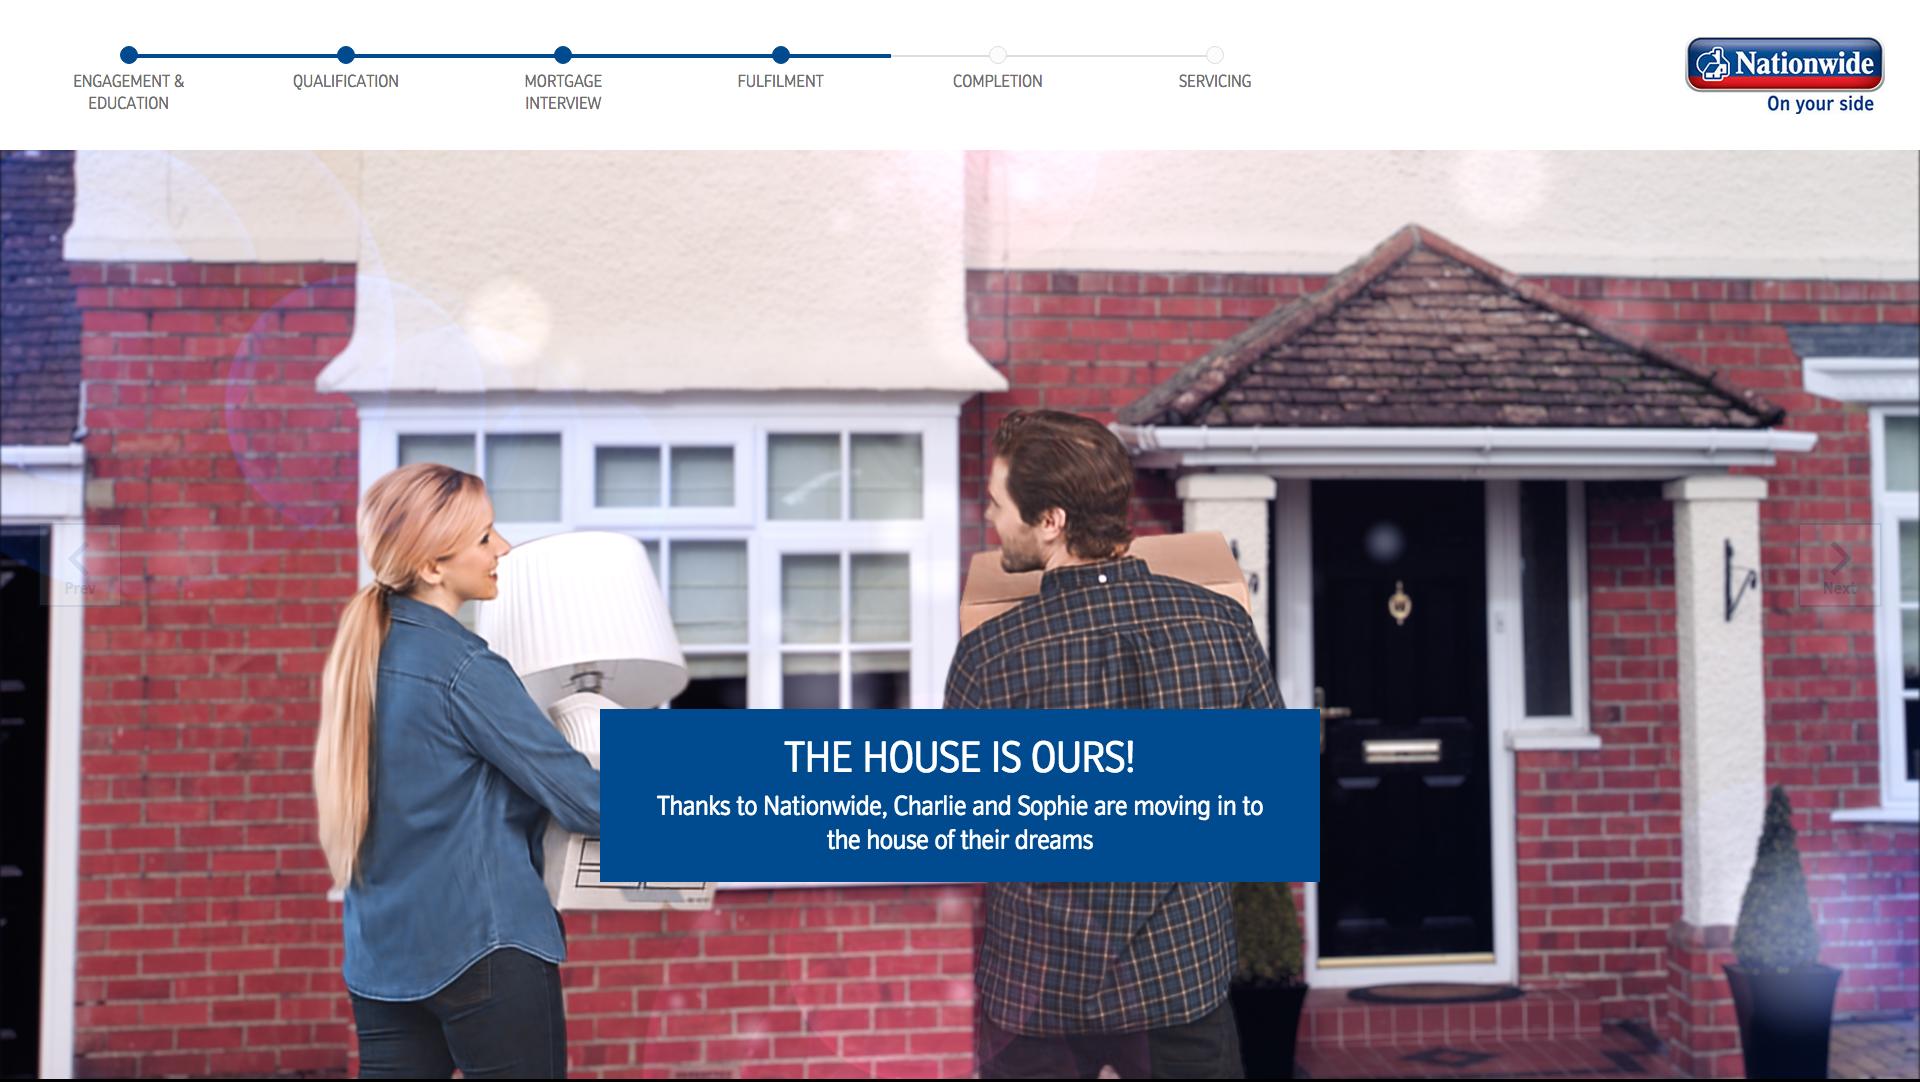 ENGAGEMENT &
EDUCATION
QUALIFICATION
MORTGAGE
INTERVIEW
FULFILMENT
COMPLETION
SERVICING
Nationwide
On your side
Prev
Next
THE HOUSE IS OURS!
Thanks to Nationwide, Charlie and Sophie are moving in to
the house of their dreams